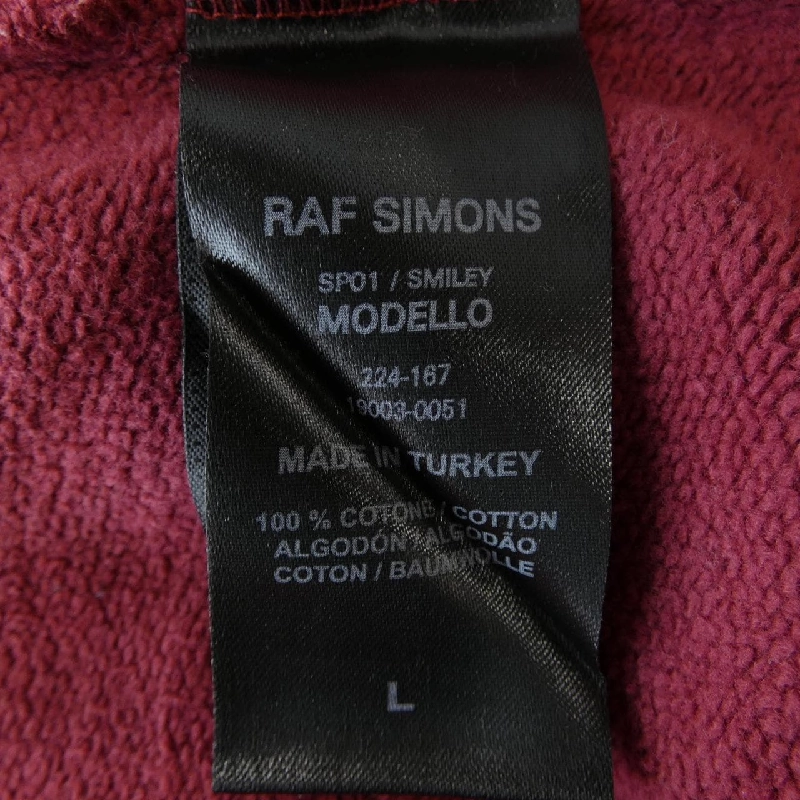 RAF SIMONS
SP01 / SMILEY
MODELLO
224-167
19003-0051
MADE IN TURKEY
100 % COTONE / COTTON
ALGODÓN / ALGODÃO
COTON / BAUMWOLLE
L